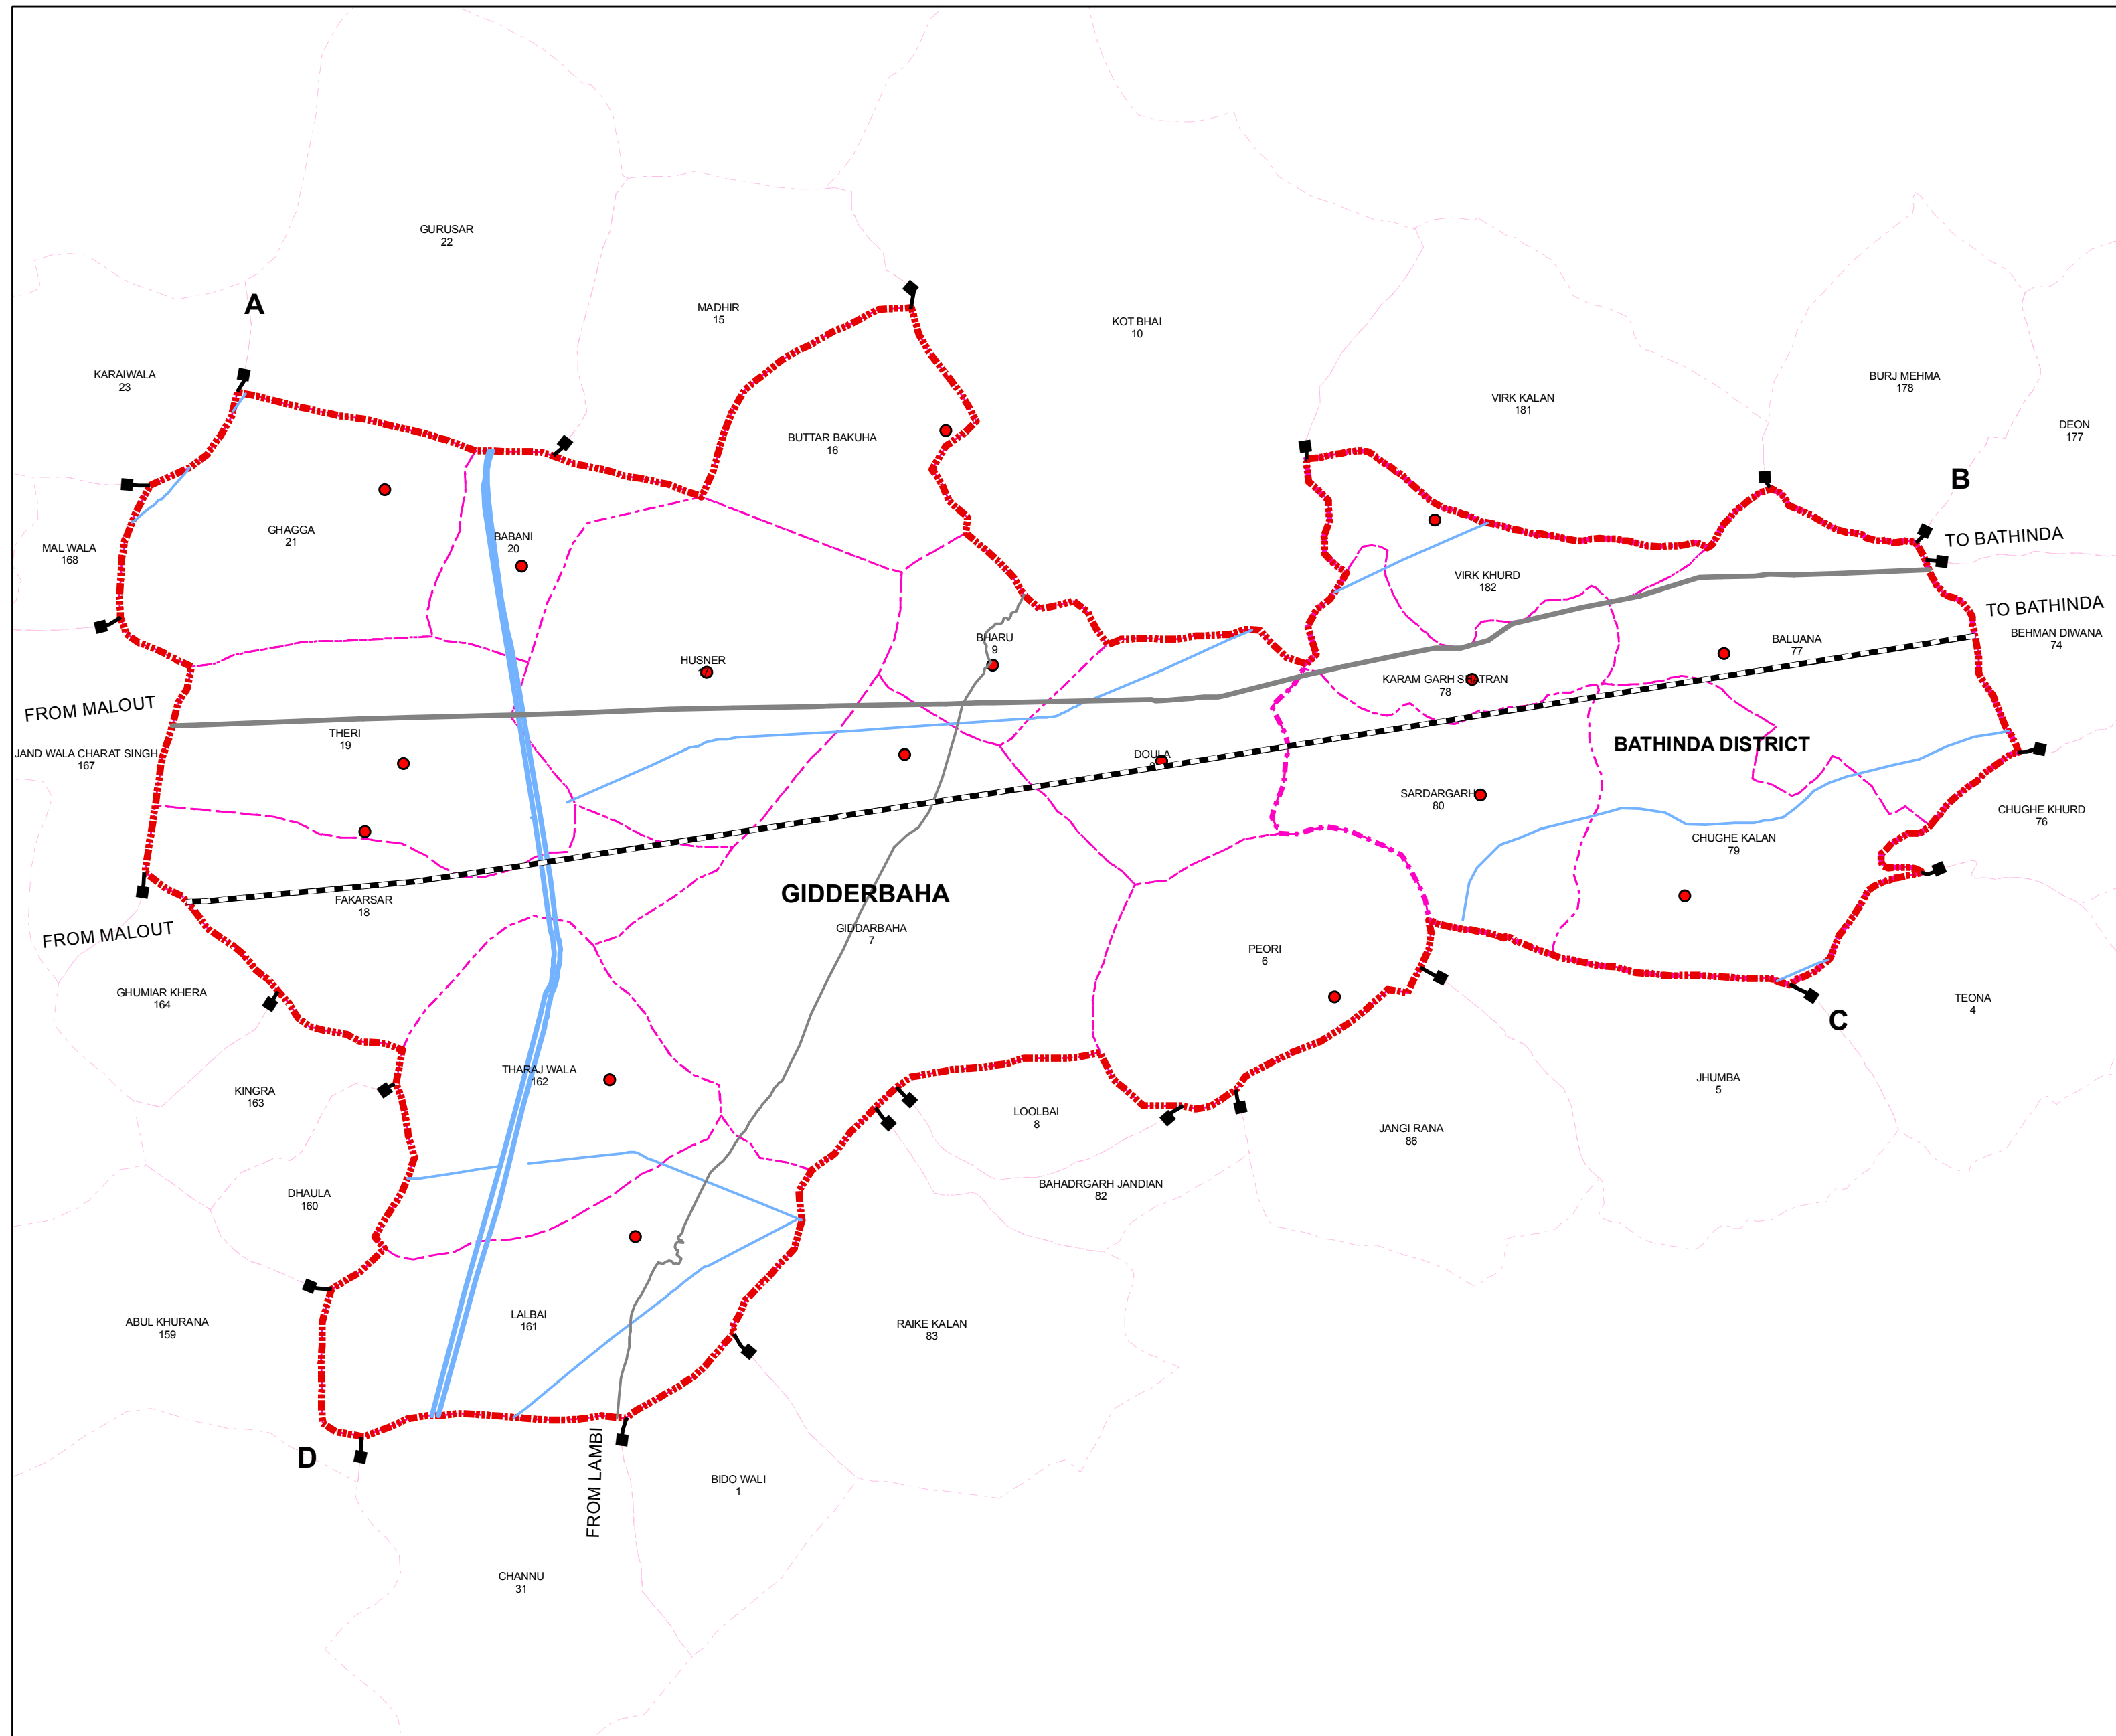 GURUSAR
22
A
MADHIR
15
KOT BHAI
10
KARAIWALA
23
BURJ MEHMA
178
VIRK KALAN
181
DEON
177
BUTTAR BAKUHA
16
B
TO BATHINDA
GHAGGA
21
BABANI
20
MAL WALA
168
VIRK KHURD
182
TO BATHINDA
BEHMAN DIWANA
74
BHARU
9
BALUANA
77
HUSNER
KARAM GARH S
TRAN
78
FROM MALOUT
THERI
19
JAND WALA CHARAT SINGH
167
BATHINDA DISTRICT
DOULA
SARDARGARH
80
CHUGHE KHURD
76
CHUGHE KALAN
79
GIDDERBAHA
FAKARSAR
18
GIDDARBAHA
7
FROM MALOUT
PEORI
6
GHUMIAR KHERA
164
TEONA
4
C
THARAJ WALA
162
JHUMBA
5
KINGRA
163
LOOLBAI
8
JANGI RANA
86
BAHADRGARH JANDIAN
82
DHAULA
160
LALBAI
161
ABUL KHURANA
159
RAIKE KALAN
83
D
FROM LAMBI
BIDO WALI
1
CHANNU
31